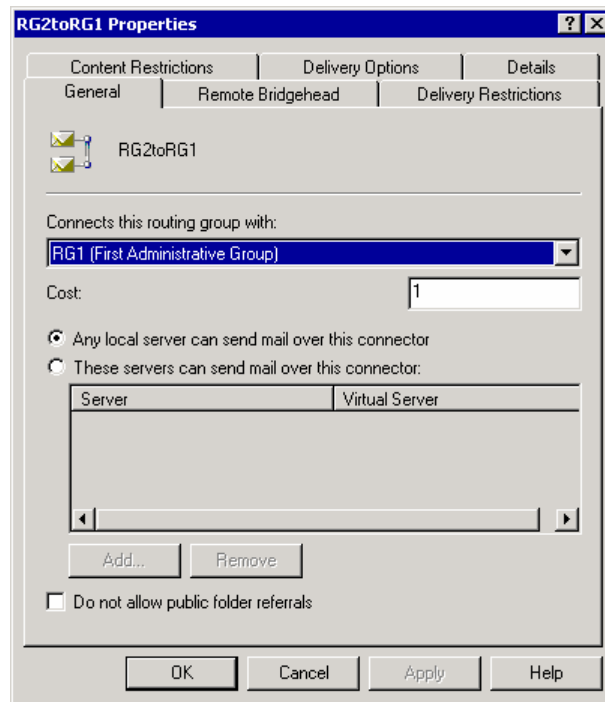 RG2toRG1 Properties
Content Restrictions Delivery Options Details
General Remote Bridgehead Delivery Restrictions
RG2toRG1
Connects this routing group with:
RG1 (First Administrative Group)
Cost: 1
Any local server can send mail over this connector
These servers can send mail over this connector:
Server Virtual Server
Add... Remove
Do not allow public folder referrals
OK Cancel Apply Help